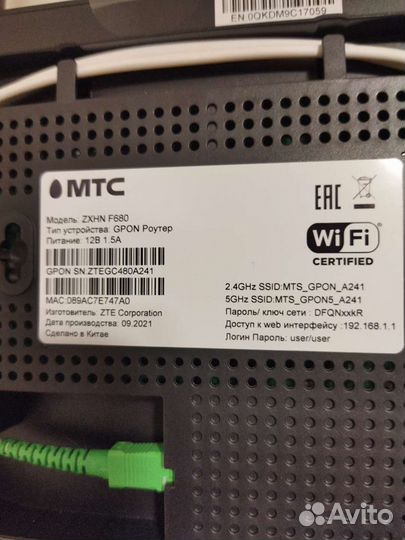 EN:0QKDM9C17059
МТС
Модель: ZXHN F680
Тип устройства: GPON Роутер
Питание: 12В 1.5А
GPON SN:ZTEGC480A241
MAC:089AC7E747A0
Изготовитель: ZTE Corporation
Произведено: 09.2021
Сделано в Китае
EAC
WiFi
CERTIFIED
2.4GHz SSID:MTS_GPON_A241
5GHz SSID:MTS_GPON5_A241
Пароль/ ключ сети : DFQNxxkR
Доступ к web интерфейсу :192.168.1.1
Логин Пароль: user/user
Avito